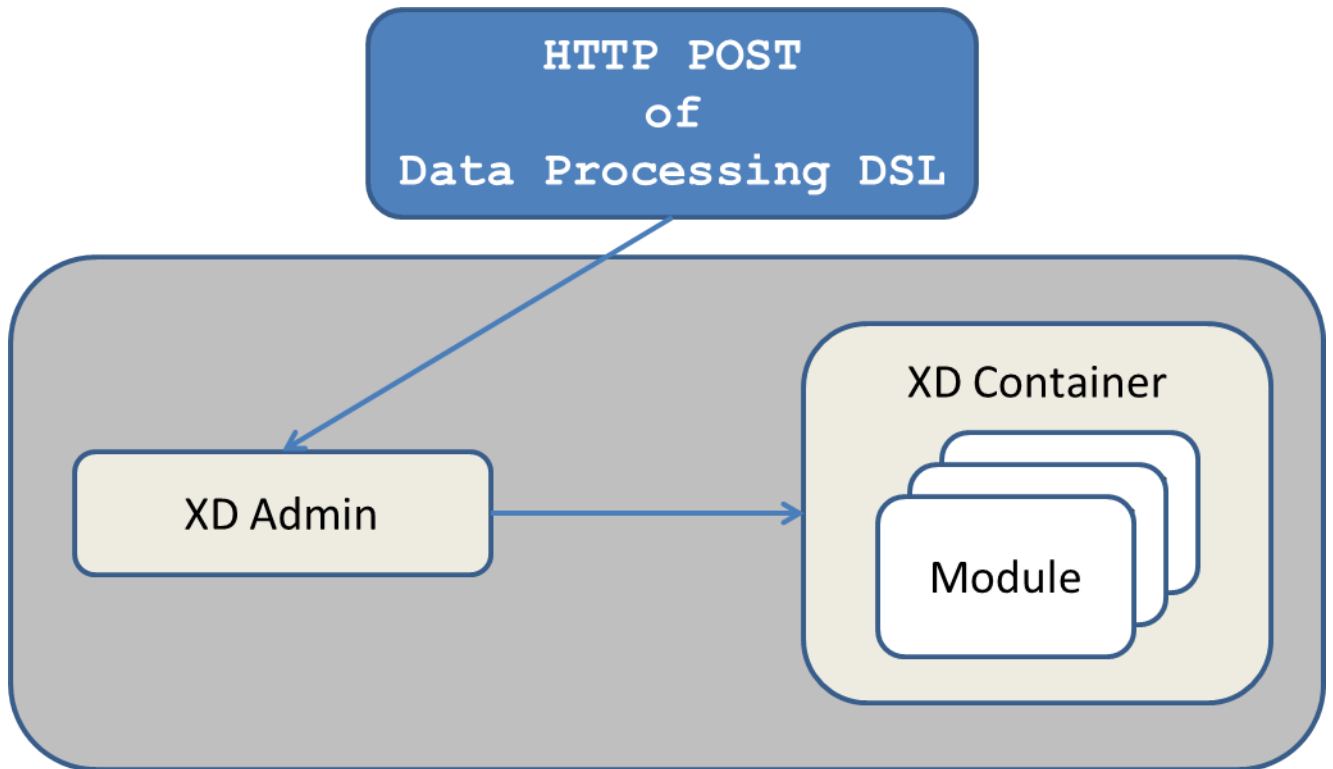 HTTP POST
of
Data Processing DSL
XD Container
XD Admin
Module